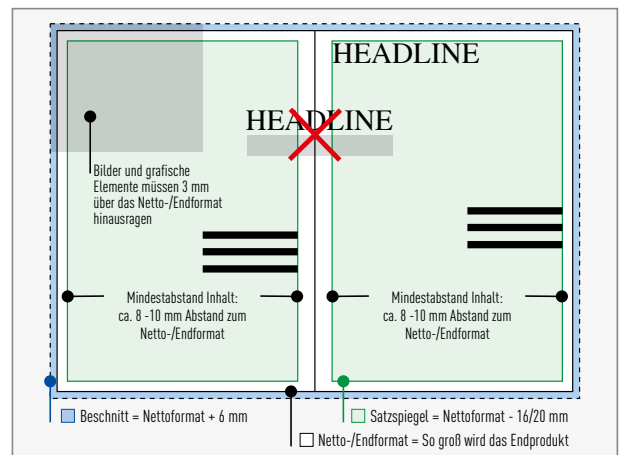 HEADLINE
HEADLINE
Bilder und grafische
Elemente müssen 3 mm
über das Netto-/Endformat
hinausragen
Mindestabstand Inhalt:
ca. 8 -10 mm Abstand zum
Netto-/Endformat
Mindestabstand Inhalt:
ca. 8 -10 mm Abstand zum
Netto-/Endformat
Beschnitt = Nettoformat + 6 mm
Satzspiegel = Nettoformat - 16/20 mm
Netto-/Endformat = So groß wird das Endprodukt